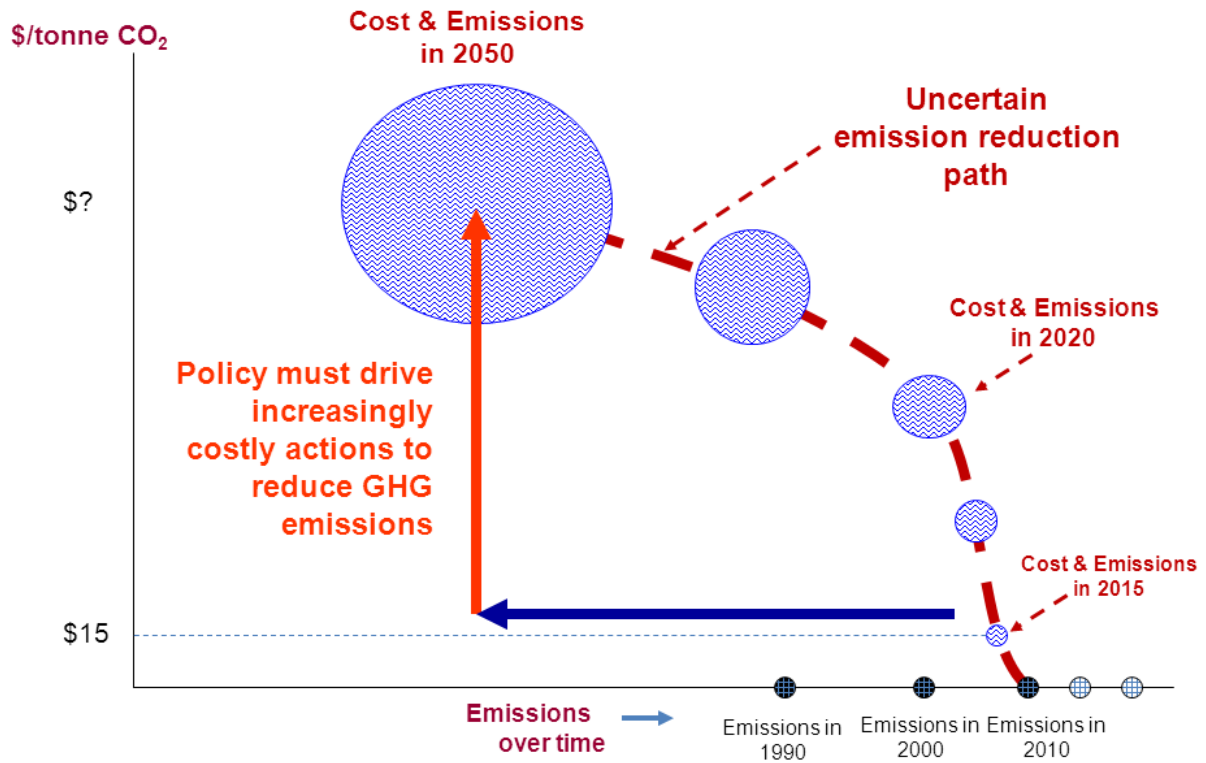 $/tonne CO₂
Cost & Emissions
in 2050
Uncertain
emission reduction
path
$?
Cost & Emissions
in 2020
Policy must drive
increasingly
costly actions to
reduce GHG
emissions
Cost & Emissions
in 2015
$15
Emissions
over time
Emissions in
1990
Emissions in
2000
Emissions in
2010